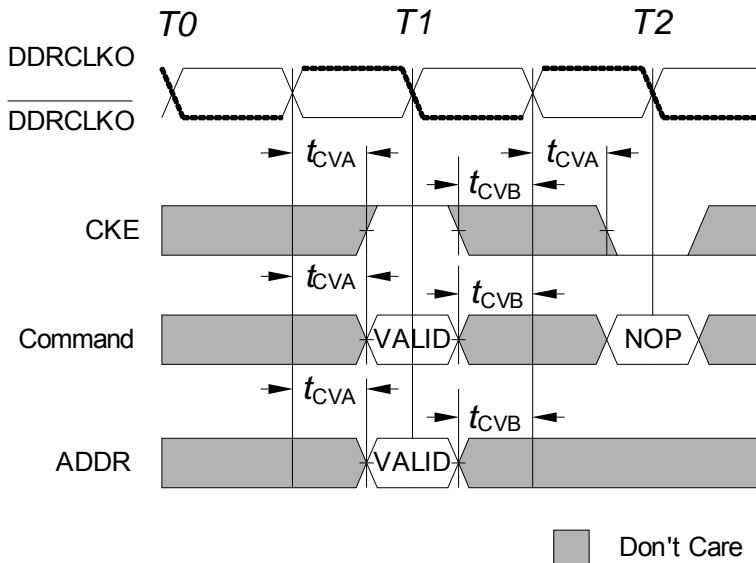 T0 T1 T2
DDRCLKO
DDRCLKO
tCVA tCVA
tCVB
CKE
tCVA tCVB
Command VALID NOP
tCVA tCVB
ADDR VALID
Don't Care